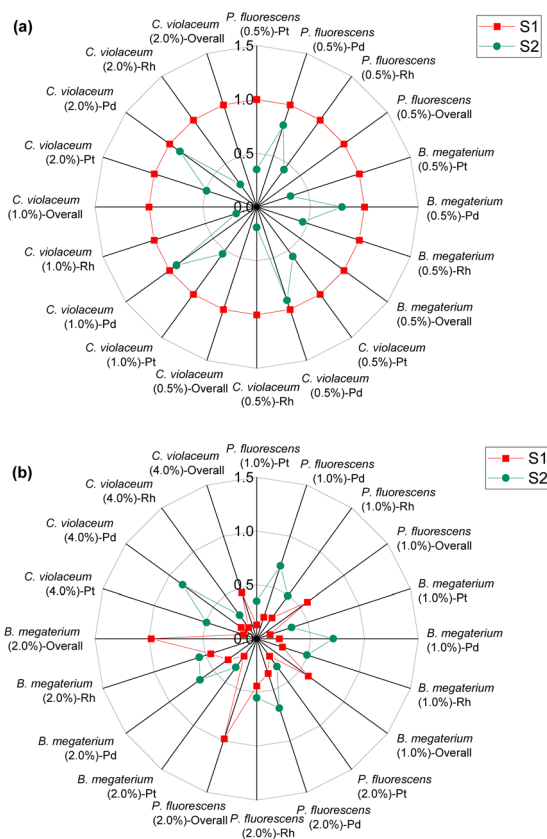 (a)
S1
S2
P. fluorescens
(0.5%)-Pt
P. fluorescens
(0.5%)-Pd
P. fluorescens
(0.5%)-Rh
P. fluorescens
(0.5%)-Overall
B. megaterium
(0.5%)-Pt
B. megaterium
(0.5%)-Pd
B. megaterium
(0.5%)-Rh
B. megaterium
(0.5%)-Overall
C. violaceum
(0.5%)-Pt
C. violaceum
(0.5%)-Pd
C. violaceum
(0.5%)-Rh
C. violaceum
(0.5%)-Overall
C. violaceum
(1.0%)-Pt
C. violaceum
(1.0%)-Pd
C. violaceum
(1.0%)-Rh
C. violaceum
(1.0%)-Overall
C. violaceum
(2.0%)-Pt
C. violaceum
(2.0%)-Pd
C. violaceum
(2.0%)-Rh
C. violaceum
(2.0%)-Overall
1.5
1.0
0.5
0.0
(b)
S1
S2
P. fluorescens
(1.0%)-Pt
P. fluorescens
(1.0%)-Pd
P. fluorescens
(1.0%)-Rh
P. fluorescens
(1.0%)-Overall
B. megaterium
(1.0%)-Pt
B. megaterium
(1.0%)-Pd
B. megaterium
(1.0%)-Rh
B. megaterium
(1.0%)-Overall
P. fluorescens
(2.0%)-Pt
P. fluorescens
(2.0%)-Pd
P. fluorescens
(2.0%)-Rh
P. fluorescens
(2.0%)-Overall
B. megaterium
(2.0%)-Pt
B. megaterium
(2.0%)-Pd
B. megaterium
(2.0%)-Rh
B. megaterium
(2.0%)-Overall
C. violaceum
(4.0%)-Pt
C. violaceum
(4.0%)-Pd
C. violaceum
(4.0%)-Rh
C. violaceum
(4.0%)-Overall
1.5
1.0
0.5
0.0